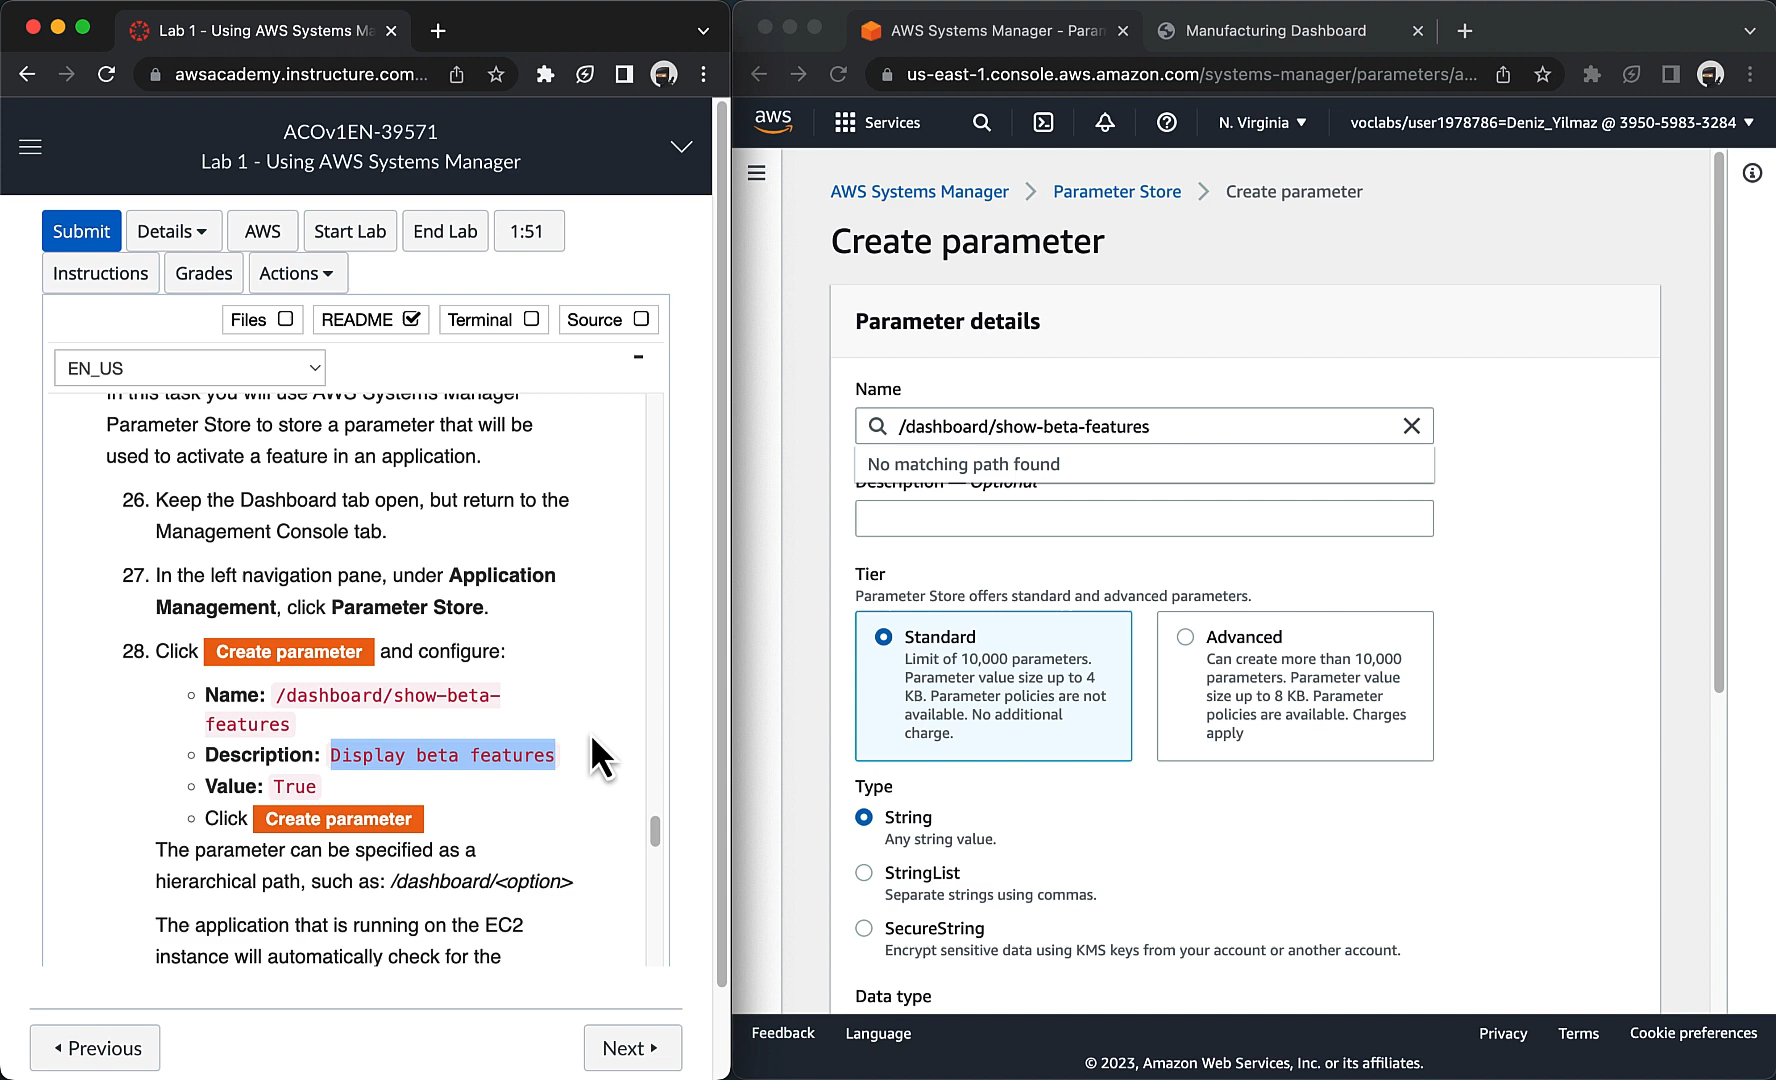 Lab 1 - Using AWS Systems Ma
awsacademy.instructure.com...
ACOv1EN-39571
Lab 1 - Using AWS Systems Manager
Submit
Details
AWS
Start Lab
End Lab
1:51
Instructions
Grades
Actions
Files
README
Terminal
Source
EN_US
In this task you will use AWS Systems Manager
Parameter Store to store a parameter that will be
used to activate a feature in an application.
26. Keep the Dashboard tab open, but return to the
Management Console tab.
27. In the left navigation pane, under Application
Management, click Parameter Store.
28. Click Create parameter and configure:
Name: /dashboard/show-beta-
features
Description: Display beta features
Value: True
Click Create parameter
The parameter can be specified as a
hierarchical path, such as: /dashboard/<option>
The application that is running on the EC2
instance will automatically check for the
Previous
Next
AWS Systems Manager - Param
Manufacturing Dashboard
us-east-1.console.aws.amazon.com/systems-manager/parameters/a...
aws
Services
N. Virginia
voclabs/user1978786=Deniz_Yilmaz @ 3950-5983-3284
AWS Systems Manager
Parameter Store
Create parameter
Create parameter
Parameter details
Name
/dashboard/show-beta-features
No matching path found
Description — Optional
Tier
Parameter Store offers standard and advanced parameters.
Standard
Limit of 10,000 parameters.
Parameter value size up to 4
KB. Parameter policies are not
available. No additional
charge.
Advanced
Can create more than 10,000
parameters. Parameter value
size up to 8 KB. Parameter
policies are available. Charges
apply
Type
String
Any string value.
StringList
Separate strings using commas.
SecureString
Encrypt sensitive data using KMS keys from your account or another account.
Data type
Feedback
Language
Privacy
Terms
Cookie preferences
© 2023, Amazon Web Services, Inc. or its affiliates.